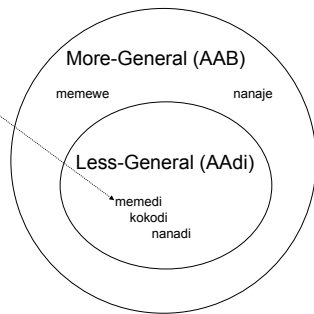 More-General (AAB)
memewe nanaje
Less-General (AAdi)
memedi
kokodi
nanadi